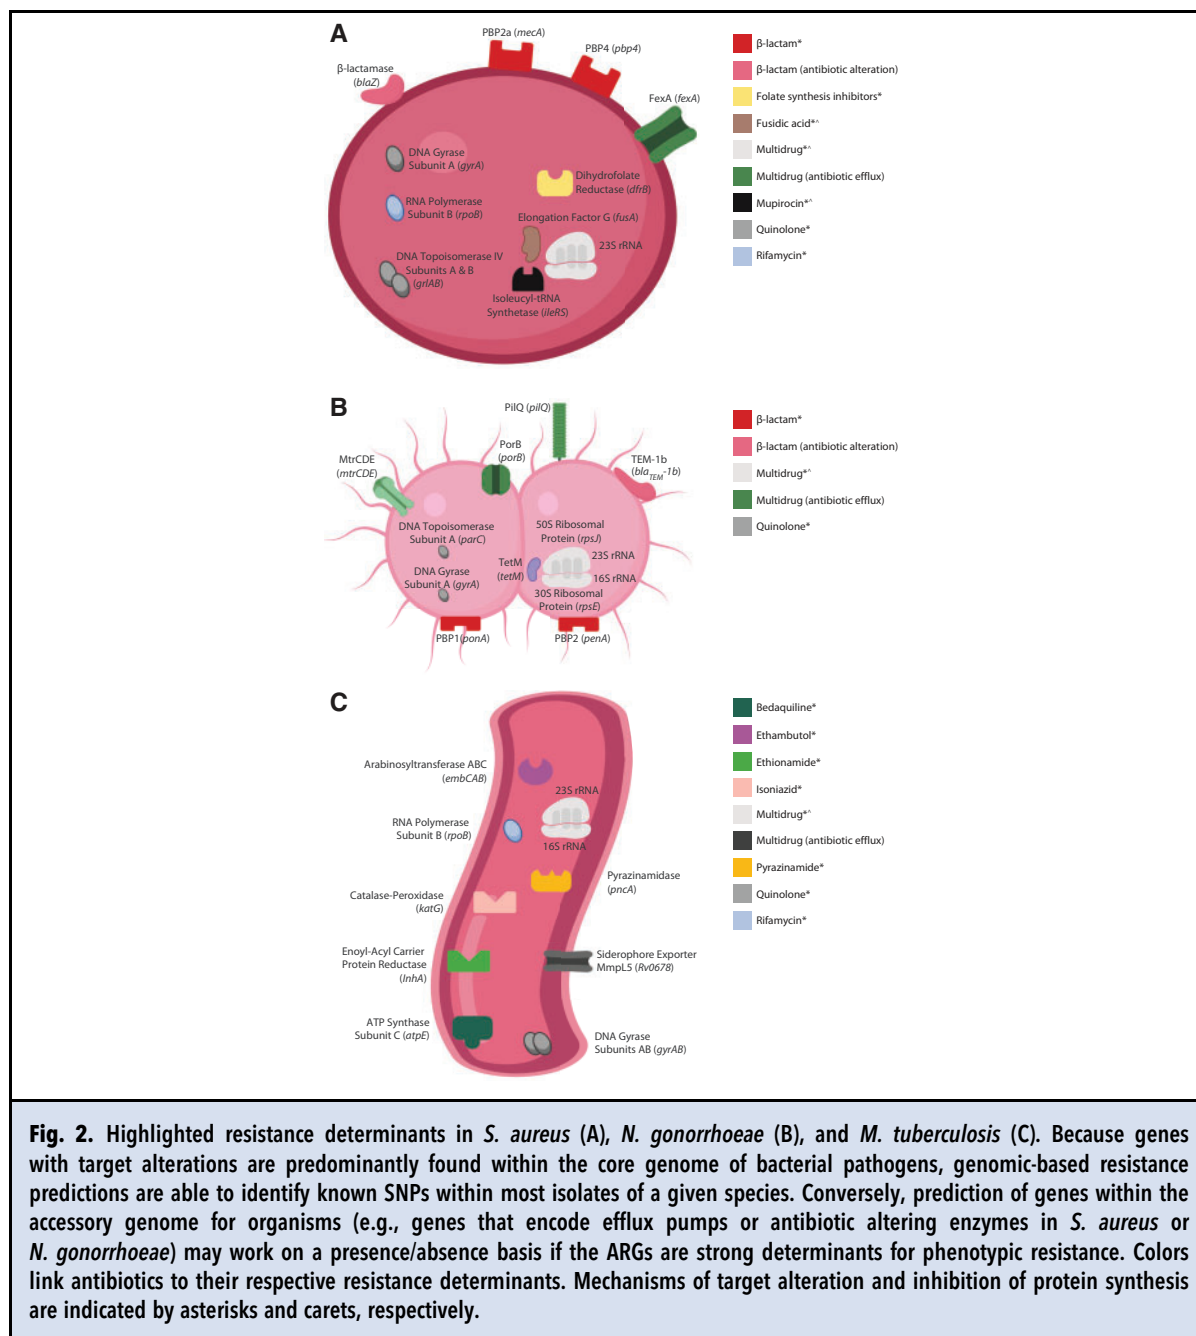 A
PBP2a (mecA)
PBP4 (pbp4)
β-lactamase
(blaZ)
FexA (fexA)
DNA Gyrase
Subunit A (gyrA)
Dihydrofolate
Reductase (dfrB)
RNA Polymerase
Subunit B (rpoB)
Elongation Factor G (fusA)
23S rRNA
DNA Topoisomerase IV
Subunits A & B
(grlAB)
Isoleucyl-tRNA
Synthetase (ileRS)
β-lactam*
β-lactam (antibiotic alteration)
Folate synthesis inhibitors*
Fusidic acid*^
Multidrug*^
Multidrug (antibiotic efflux)
Mupirocin*^
Quinolone*
Rifamycin*
B
PilQ (pilQ)
PorB
(porB)
MtrCDE
(mtrCDE)
TEM-1b
(blaTEM-1b)
DNA Topoisomerase
Subunit A (parC)
50S Ribosomal
Protein (rpsJ)
23S rRNA
TetM
(tetM)
DNA Gyrase
Subunit A (gyrA)
16S rRNA
30S Ribosomal
Protein (rpsE)
PBP1(ponA)
PBP2 (penA)
β-lactam*
β-lactam (antibiotic alteration)
Multidrug*^
Multidrug (antibiotic efflux)
Quinolone*
C
Arabinosyltransferase ABC
(embCAB)
23S rRNA
RNA Polymerase
Subunit B (rpoB)
16S rRNA
Pyrazinamidase
(pncA)
Catalase-Peroxidase
(katG)
Enoyl-Acyl Carrier
Protein Reductase
(InhA)
Siderophore Exporter
MmpL5 (Rv0678)
ATP Synthase
Subunit C (atpE)
DNA Gyrase
Subunits AB (gyrAB)
Bedaquiline*
Ethambutol*
Ethionamide*
Isoniazid*
Multidrug*^
Multidrug (antibiotic efflux)
Pyrazinamide*
Quinolone*
Rifamycin*
Fig. 2. Highlighted resistance determinants in S. aureus (A), N. gonorrhoeae (B), and M. tuberculosis (C). Because genes
with target alterations are predominantly found within the core genome of bacterial pathogens, genomic-based resistance
predictions are able to identify known SNPs within most isolates of a given species. Conversely, prediction of genes within the
accessory genome for organisms (e.g., genes that encode efflux pumps or antibiotic altering enzymes in S. aureus or
N. gonorrhoeae) may work on a presence/absence basis if the ARGs are strong determinants for phenotypic resistance. Colors
link antibiotics to their respective resistance determinants. Mechanisms of target alteration and inhibition of protein synthesis
are indicated by asterisks and carets, respectively.